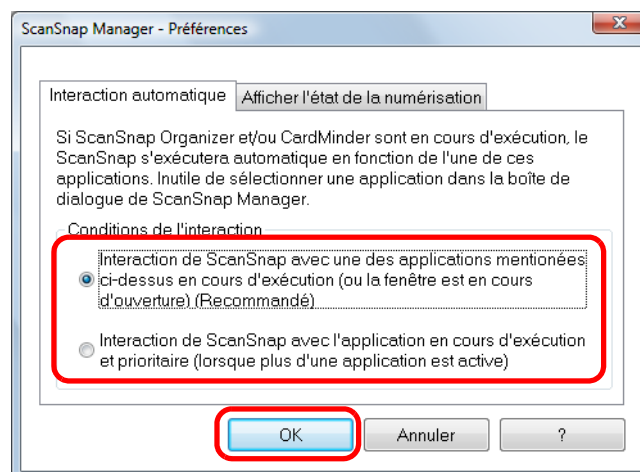 ScanSnap Manager - Préférences
Interaction automatique
Afficher l'état de la numérisation
Si ScanSnap Organizer et/ou CardMinder sont en cours d'exécution, le
ScanSnap s'exécutera automatique en fonction de l'une de ces
applications. Inutile de sélectionner une application dans la boîte de
dialogue de ScanSnap Manager.
Conditions de l'interaction
Interaction de ScanSnap avec une des applications mentionées
ci-dessus en cours d'exécution (ou la fenêtre est en cours
d'ouverture) (Recommandé)
Interaction de ScanSnap avec l'application en cours d'exécution
et prioritaire (lorsque plus d'une application est active)
OK
Annuler
?